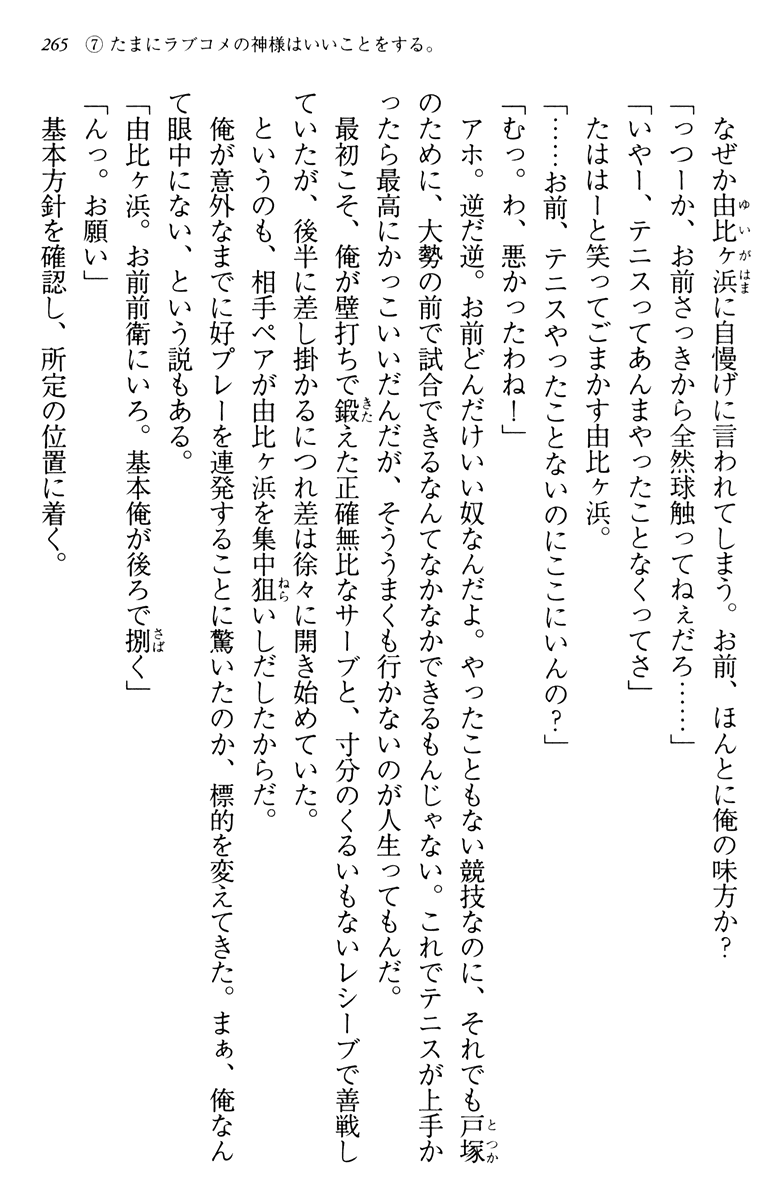 265 ⑦ たまにラブコメの神様はいいことをする。
なぜか由比ヶ浜に自慢げに言われてしまう。お前、ほんとに俺の味方か？
「っつーか、お前さっきから全然球触ってねぇだろ……」
「いやー、テニスってあんまやったことなくってさ」
たははーと笑ってごまかす由比ヶ浜。
「……お前、テニスやったことないのにここにいんの？」
「むっ。わ、悪かったわね！」
アホ。逆だ逆。お前どんだけいい奴なんだよ。やったこともない競技なのに、それでも戸塚
のために、大勢の前で試合できるなんてなかなかできるもんじゃない。これでテニスが上手か
ったら最高にかっこいいだんだが、そううまくも行かないのが人生ってもんだ。
最初こそ、俺が壁打ちで鍛えた正確無比なサーブと、寸分のくるいもないレシーブで善戦し
ていたが、後半に差し掛かるにつれ差は徐々に開き始めていた。
というのも、相手ペアが由比ヶ浜を集中狙いしだしたからだ。
俺が意外なまでに好プレーを連発することに驚いたのか、標的を変えてきた。まぁ、俺なん
て眼中にない、という説もある。
「由比ヶ浜。お前前衛にいろ。基本俺が後ろで捌く」
「んっ。お願い」
基本方針を確認し、所定の位置に着く。